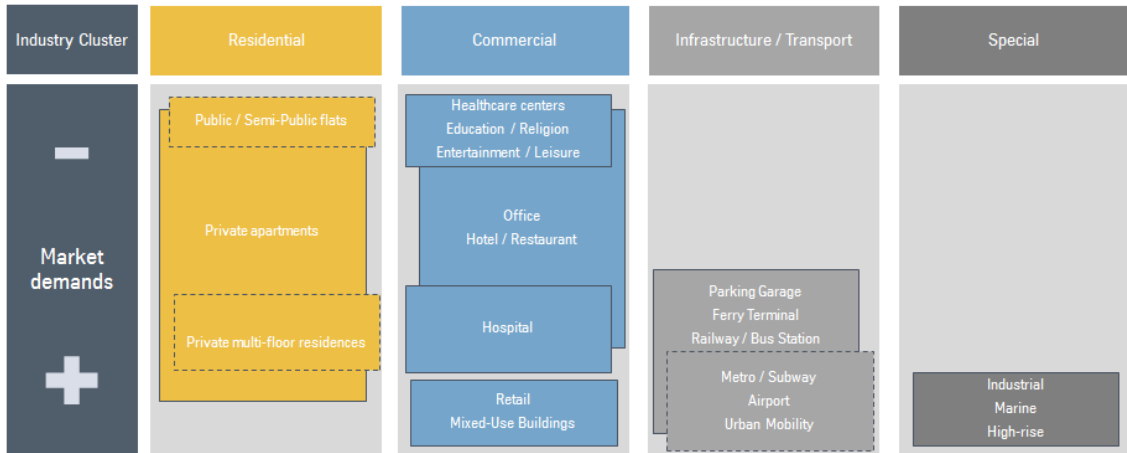 Industry Cluster
Residential
Commercial
Infrastructure / Transport
Special
Market
demands
Public / Semi-Public flats
Private apartments
Private multi-floor residences
Healthcare centers
Education / Religion
Entertainment / Leisure
Office
Hotel / Restaurant
Hospital
Retail
Mixed-Use Buildings
Parking Garage
Ferry Terminal
Railway / Bus Station
Metro / Subway
Airport
Urban Mobility
Industrial
Marine
High-rise